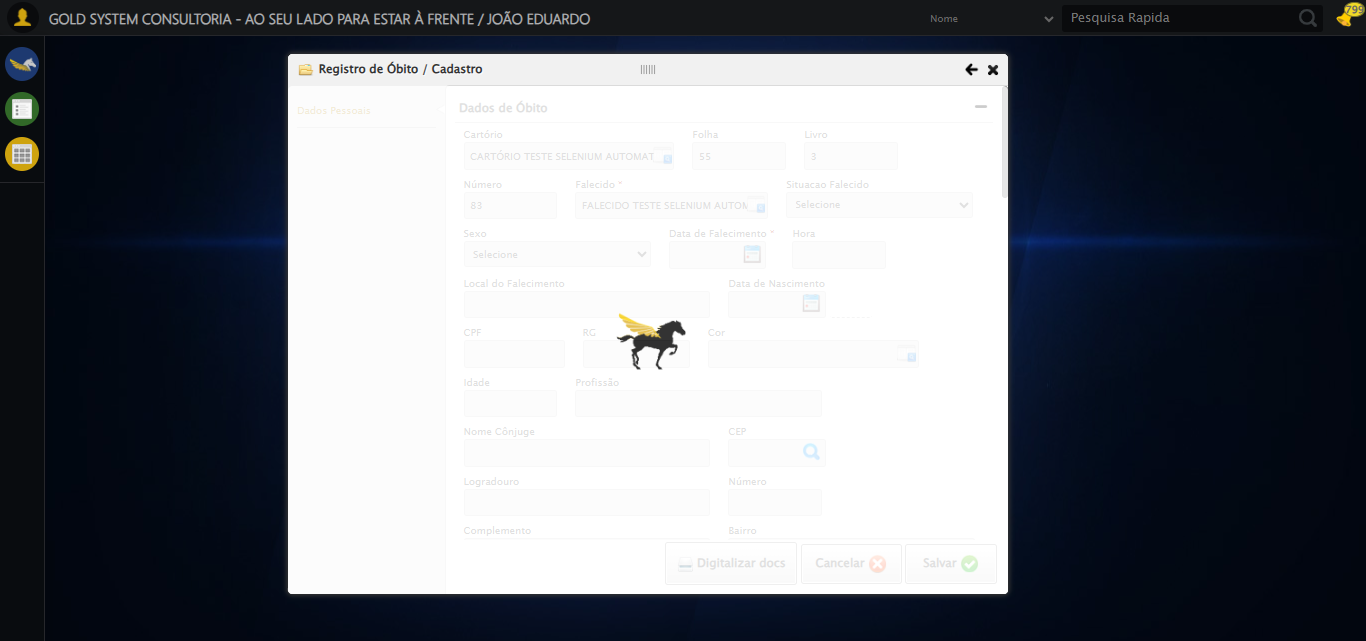 GOLD SYSTEM CONSULTORIA - AO SEU LADO PARA ESTAR À FRENTE / JOÃO EDUARDO
Nome
Pesquisa Rapida
799
Registro de Óbito / Cadastro
Dados Pessoais
Dados de Óbito
Cartório Folha Livro
CARTÓRIO TESTE SELENIUM AUTOMAT 55 3
Número Falecido * Situacao Falecido
83 FALECIDO TESTE SELENIUM AUTOM Selecione
Sexo Data de Falecimento * Hora
Selecione
Local do Falecimento Data de Nascimento
CPF RG Cor
Idade Profissão
Nome Cônjuge CEP
Logradouro Número
Complemento Bairro
Digitalizar docs Cancelar Salvar